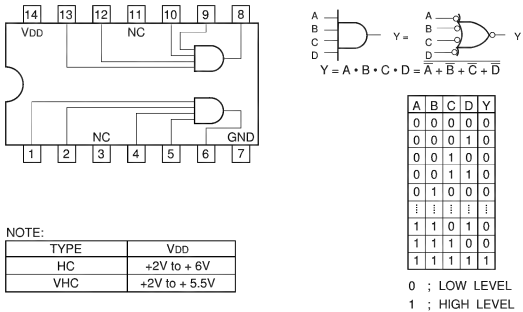 14 13 12 11 10 9 8
VDD NC
NC GND
1 2 3 4 5 6 7
A
B
C
D
Y =
A
B
C
D
Y
Y = A • B • C • D = A + B + C + D
A B C D Y
0 0 0 0 0
0 0 0 1 0
0 0 1 0 0
0 0 1 1 0
0 1 0 0 0
⋮ ⋮ ⋮ ⋮ ⋮
1 1 0 1 0
1 1 1 0 0
1 1 1 1 1
0 ; LOW LEVEL
1 ; HIGH LEVEL
NOTE:
TYPE VDD
HC +2V to + 6V
VHC +2V to + 5.5V